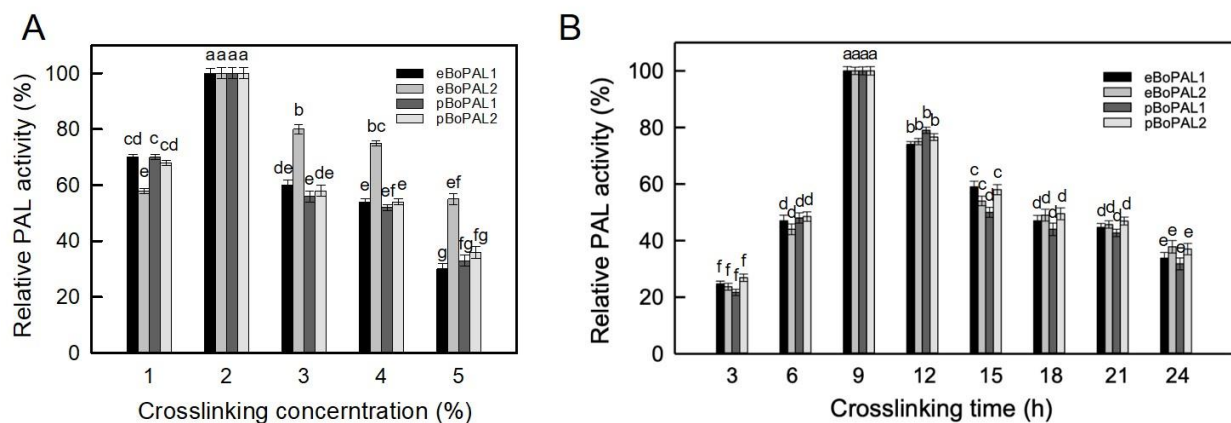 A
Relative PAL activity (%)
100
80
60
40
20
0
aaaa
eBoPAL1
eBoPAL2
pBoPAL1
pBoPAL2
cd e c cd
b
de e de
bc
e ef e
ef
g fg fg
1 2 3 4 5
Crosslinking concerntration (%)
B
Relative PAL activity (%)
100
80
60
40
20
0
aaaa
eBoPAL1
eBoPAL2
pBoPAL1
pBoPAL2
f f f f
d d d d
b b b b
c c d c
d d d d
d d d d
e e e e
3 6 9 12 15 18 21 24
Crosslinking time (h)